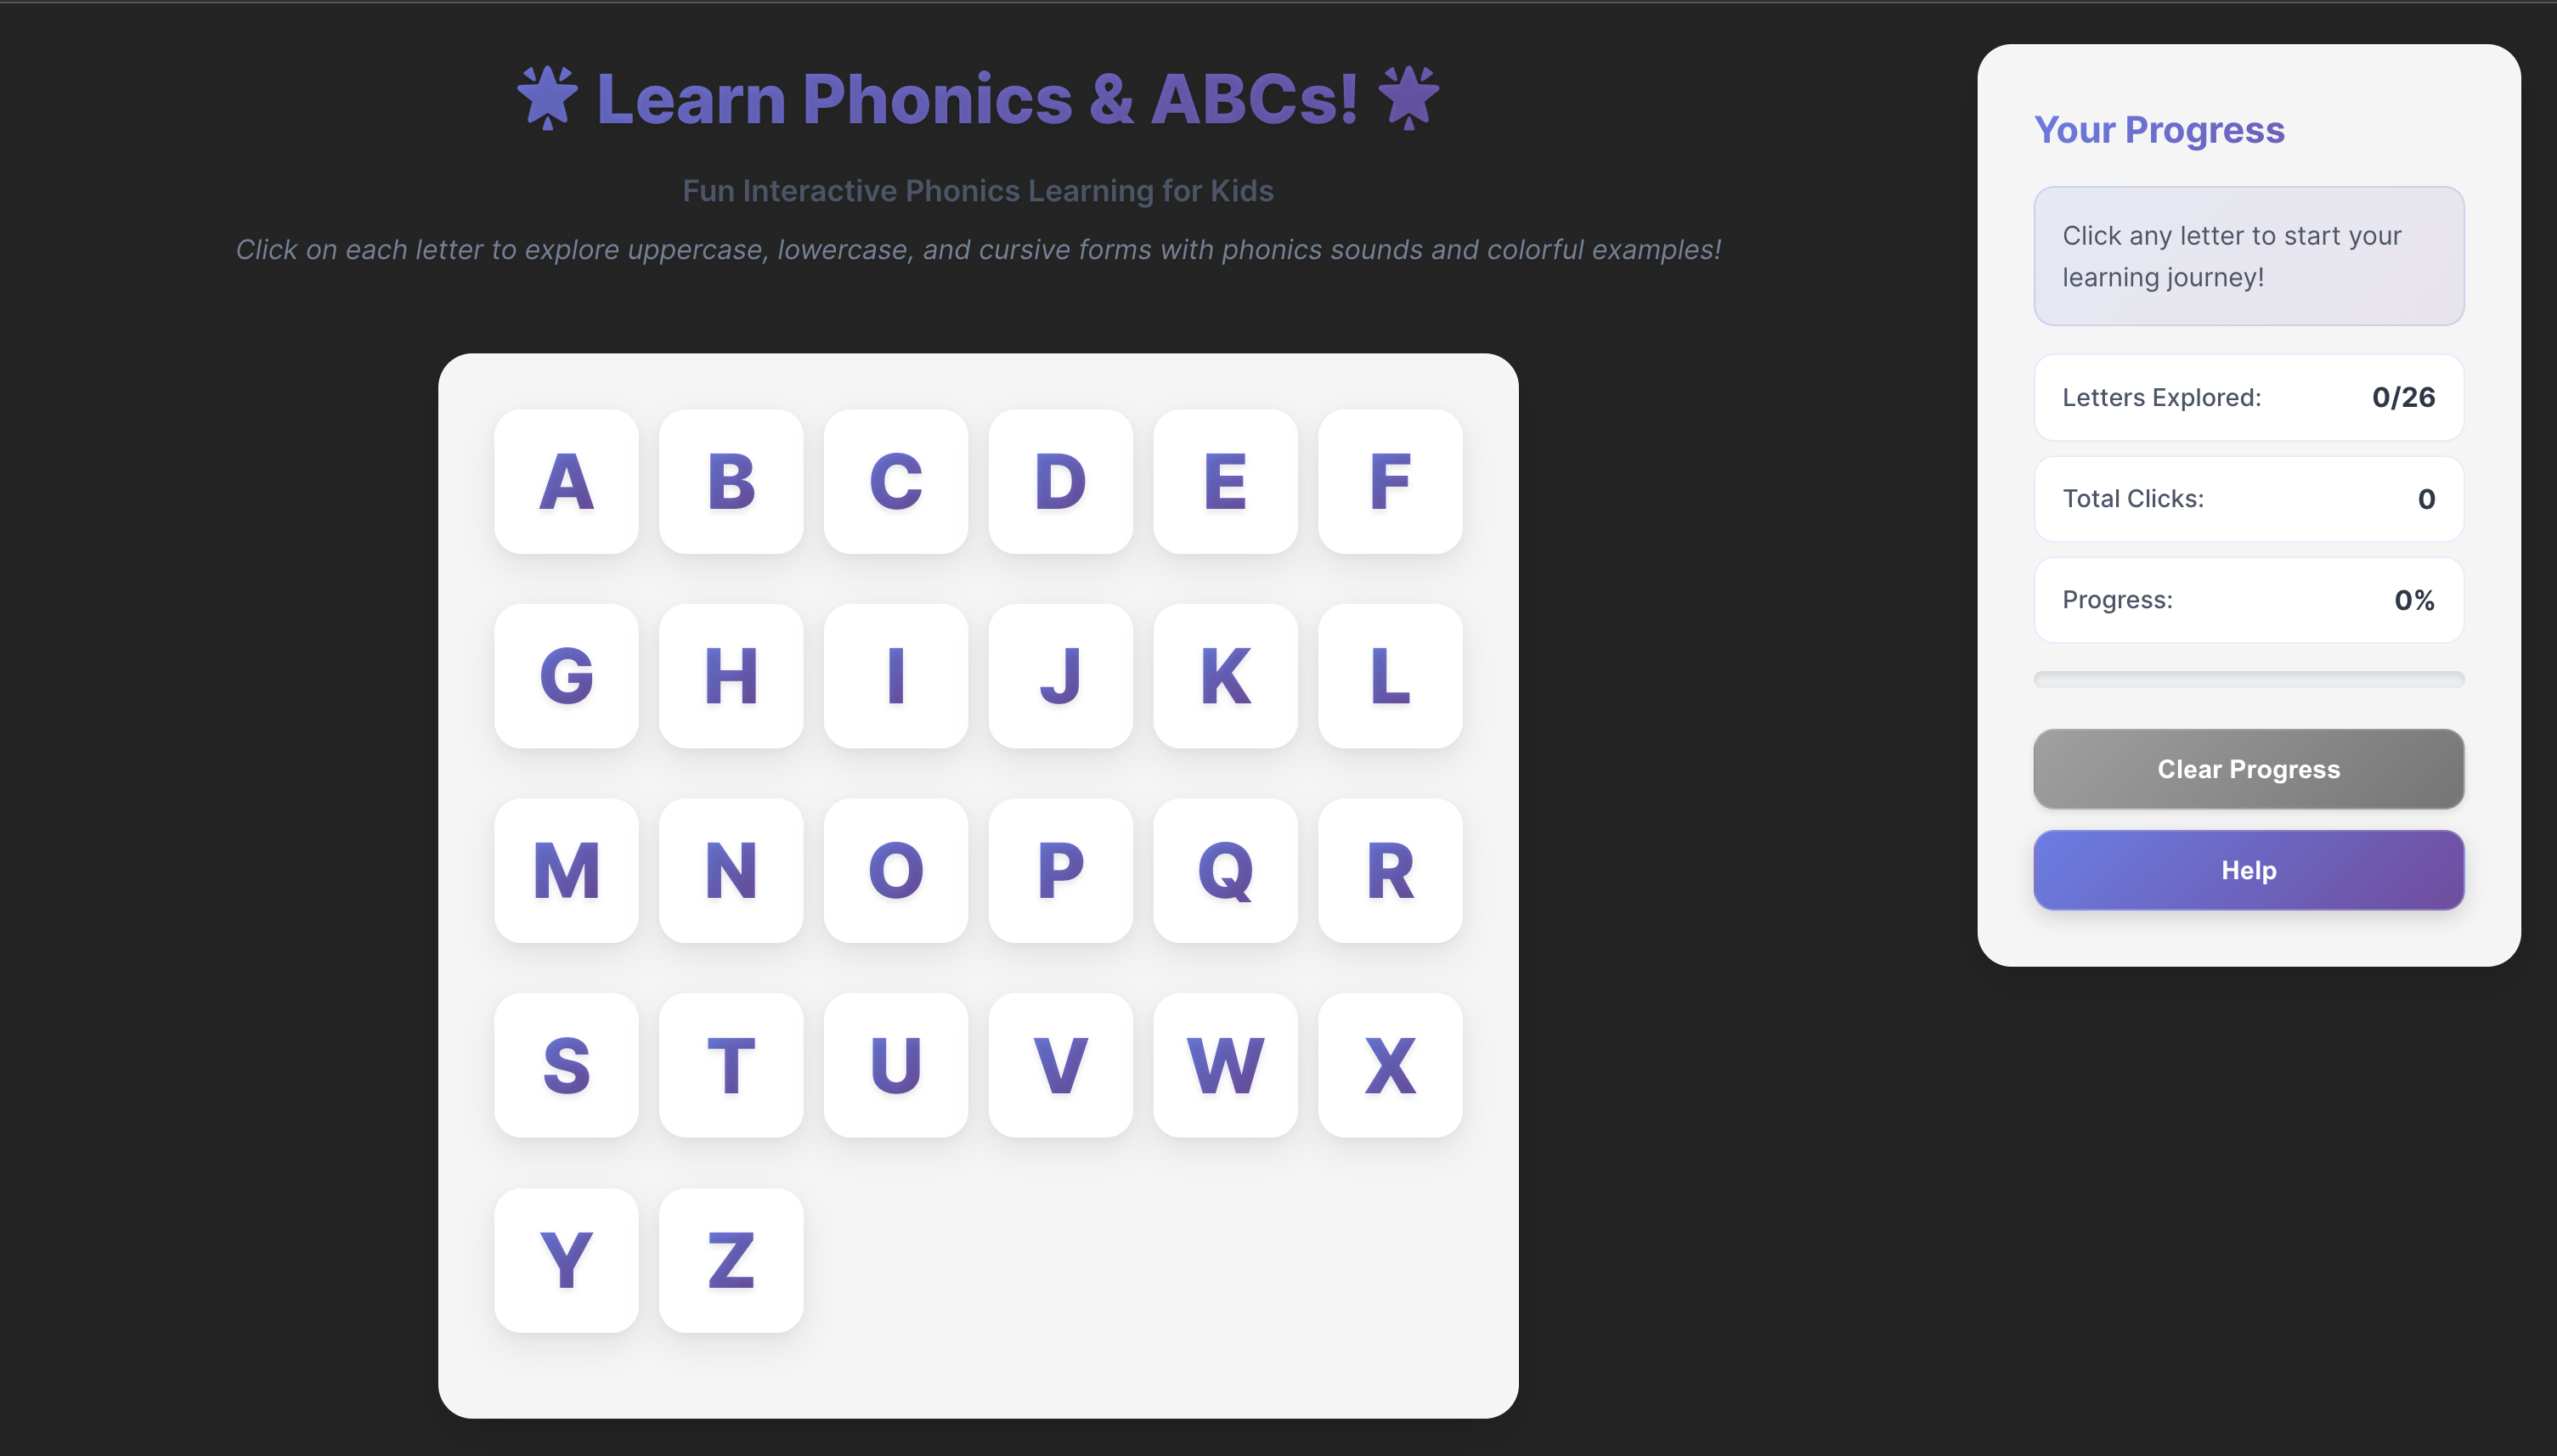 🌟 Learn Phonics & ABCs! 🌟
Fun Interactive Phonics Learning for Kids
Click on each letter to explore uppercase, lowercase, and cursive forms with phonics sounds and colorful examples!
A B C D E F
G H I J K L
M N O P Q R
S T U V W X
Y Z
Your Progress
Click any letter to start your
learning journey!
Letters Explored: 0/26
Total Clicks: 0
Progress: 0%
Clear Progress
Help